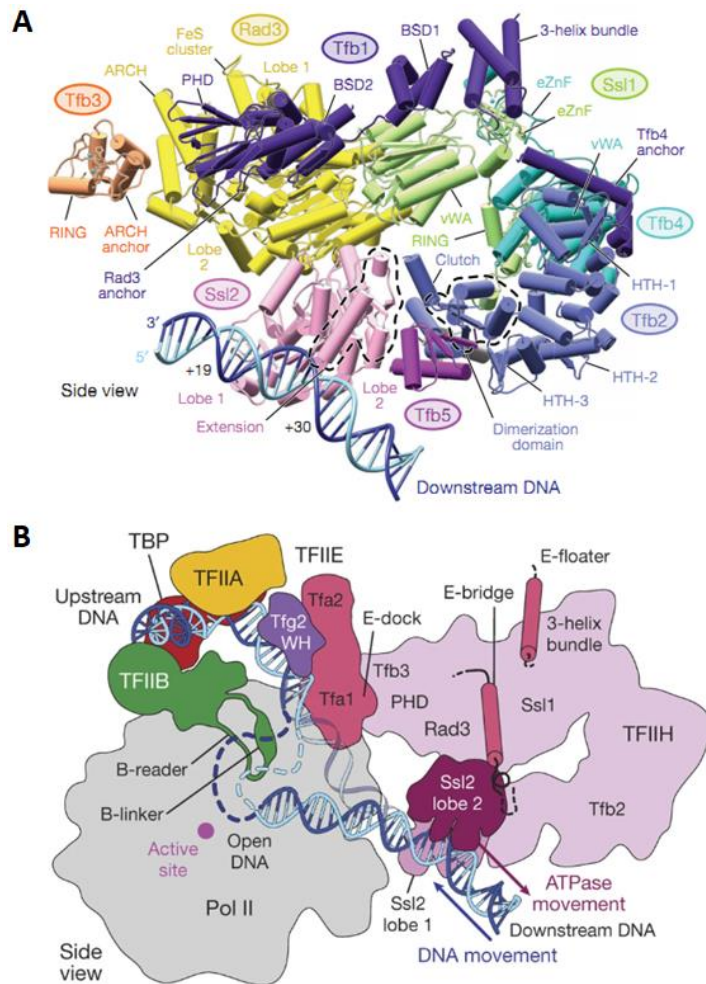 A
FeS
cluster
Rad3
Tfb1
BSD1
3-helix bundle
ARCH
PHD
Lobe 1
BSD2
eZnF
Ssl1
eZnF
Tfb3
vWA
Tfb4
anchor
RING
ARCH
anchor
vWA
RING
Tfb4
Lobe
2
Rad3
anchor
Clutch
HTH-1
Ssl2
Tfb2
3′
5′
+19
Side view
HTH-2
Lobe 1
Lobe
2
HTH-3
Extension
Tfb5
+30
Dimerization
domain
Downstream DNA
B
TBP
TFIIE
E-floater
TFIIA
E-bridge
Upstream
DNA
Tfa2
E-dock
3-helix
bundle
Tfg2
WH
TFIIB
Tfb3
PHD
Ssl1
Tfa1
Rad3
TFIIH
B-reader
Ssl2
lobe 2
B-linker
Tfb2
Active
site
Open
DNA
ATPase
movement
Pol II
Ssl2
lobe 1
Downstream DNA
Side
view
DNA movement